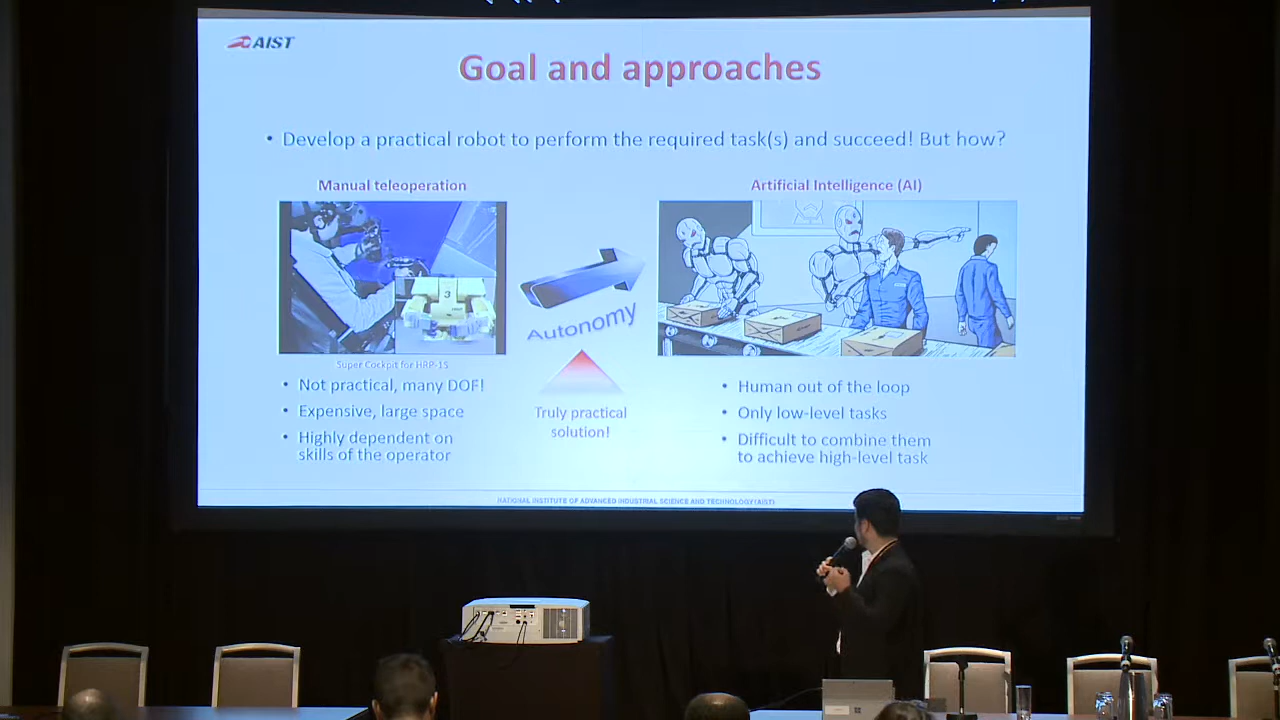 AIST
Goal and approaches
• Develop a practical robot to perform the required task(s) and succeed! But how?
Manual teleoperation
Artificial Intelligence (AI)
3
Autonomy
Super Cockpit for HRP-1S
• Not practical, many DOF!
• Expensive, large space
• Highly dependent on
skills of the operator
Truly practical
solution!
• Human out of the loop
• Only low-level tasks
• Difficult to combine them
to achieve high-level task
NATIONAL INSTITUTE OF ADVANCED INDUSTRIAL SCIENCE AND TECHNOLOGY (AIST)